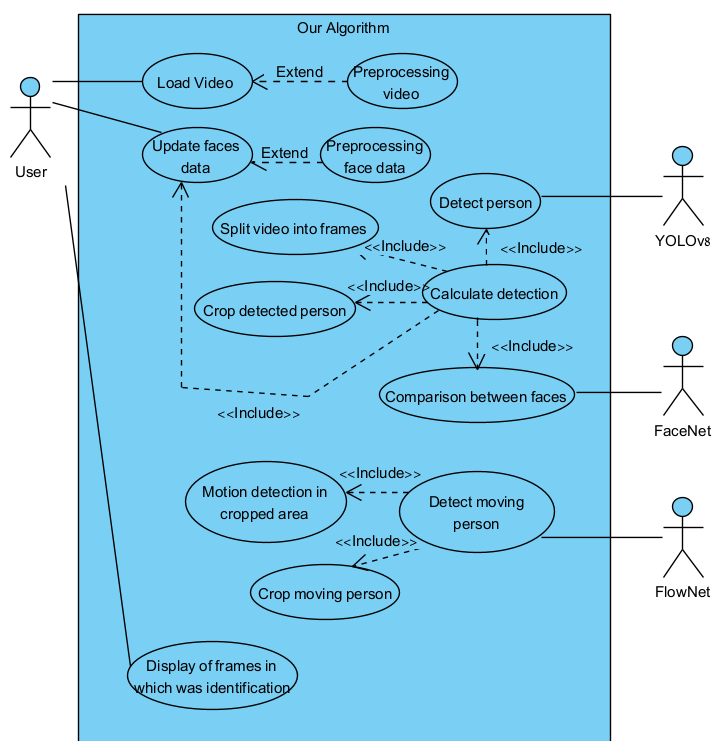 Our Algorithm
Load Video
Extend
Preprocessing
video
User
Update faces
data
Extend
Preprocessing
face data
Detect person
YOLOv8
Split video into frames
<<Include>>
<<Include>>
<<Include>>
Calculate detection
Crop detected person
<<Include>>
<<Include>>
Comparison between faces
FaceNet
<<Include>>
Motion detection in
cropped area
Detect moving
person
<<Include>>
FlowNet
Crop moving person
Display of frames in
which was identification